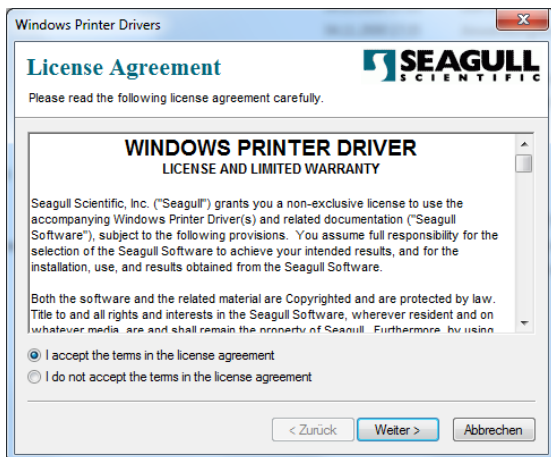 Windows Printer Drivers
License Agreement
SEAGULL
SCIENTIFIC
Please read the following license agreement carefully.
WINDOWS PRINTER DRIVER
LICENSE AND LIMITED WARRANTY
Seagull Scientific, Inc. ("Seagull") grants you a non-exclusive license to use the
accompanying Windows Printer Driver(s) and related documentation ("Seagull
Software"), subject to the following provisions. You assume full responsibility for the
selection of the Seagull Software to achieve your intended results, and for the
installation, use, and results obtained from the Seagull Software.
Both the software and the related material are Copyrighted and are protected by law.
Title to and all rights and interests in the Seagull Software, wherever resident and on
whatever media, are and shall remain the property of Seagull. Furthermore, by using
I accept the terms in the license agreement
I do not accept the terms in the license agreement
< Zurück
Weiter >
Abbrechen